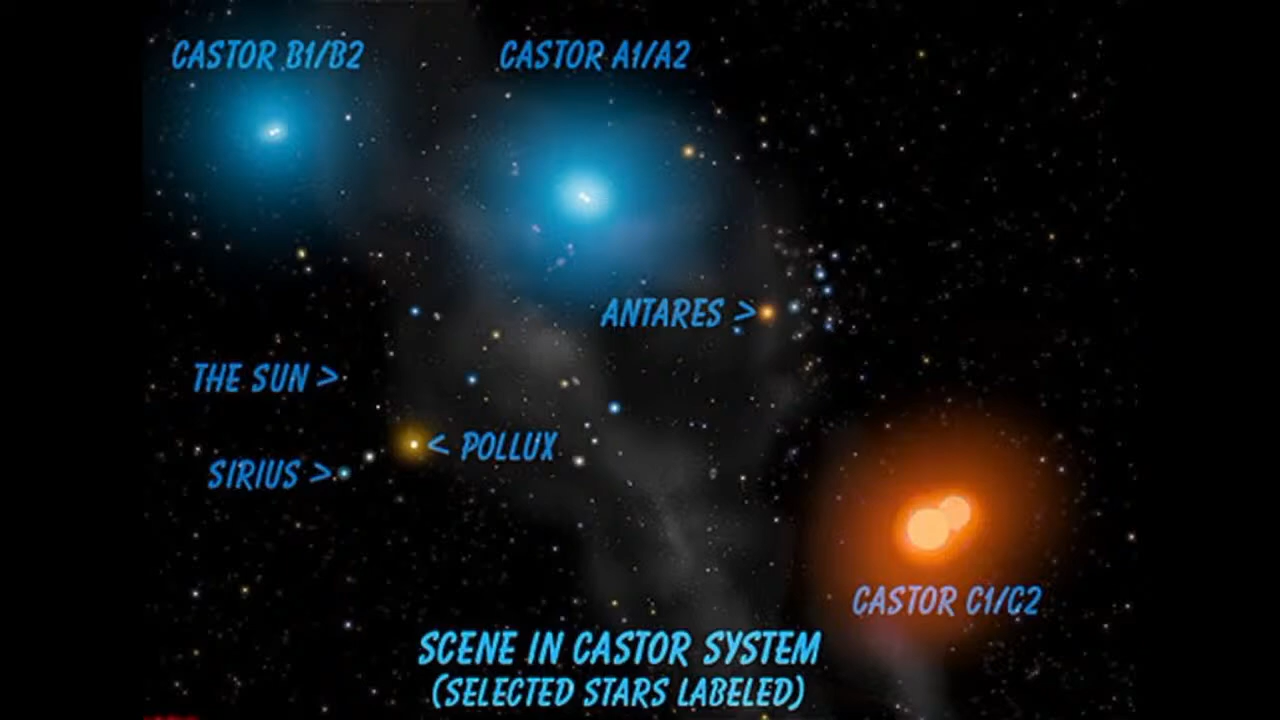 CASTOR B1/B2
CASTOR A1/A2
ANTARES >
THE SUN >
< POLLUX
SIRIUS >
CASTOR C1/C2
SCENE IN CASTOR SYSTEM
(SELECTED STARS LABELED)